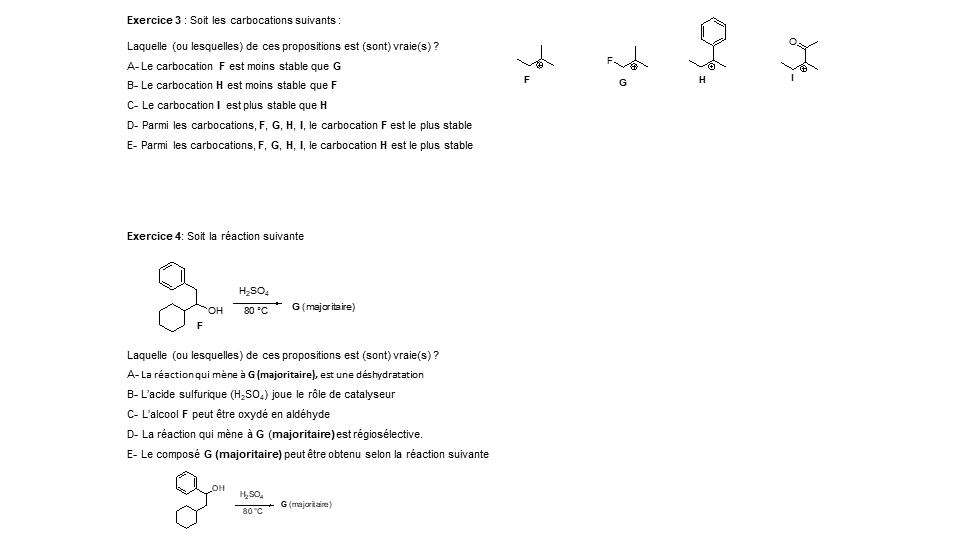 Exercice 3 : Soit les carbocations suivants :
Laquelle (ou lesquelles) de ces propositions est (sont) vraie(s) ?
A- Le carbocation F est moins stable que G
B- Le carbocation H est moins stable que F
C- Le carbocation I est plus stable que H
D- Parmi les carbocations, F, G, H, I, le carbocation F est le plus stable
E- Parmi les carbocations, F, G, H, I, le carbocation H est le plus stable
F
F
G
H
O
I
Exercice 4: Soit la réaction suivante
OH
F
H₂SO₄
80 °C
G (majoritaire)
Laquelle (ou lesquelles) de ces propositions est (sont) vraie(s) ?
A- La réaction qui mène à G (majoritaire), est une déshydratation
B- L'acide sulfurique (H₂SO₄) joue le rôle de catalyseur
C- L'alcool F peut être oxydé en aldéhyde
D- La réaction qui mène à G (majoritaire) est régiosélective.
E- Le composé G (majoritaire) peut être obtenu selon la réaction suivante
OH
H₂SO₄
80 °C
G (majoritaire)